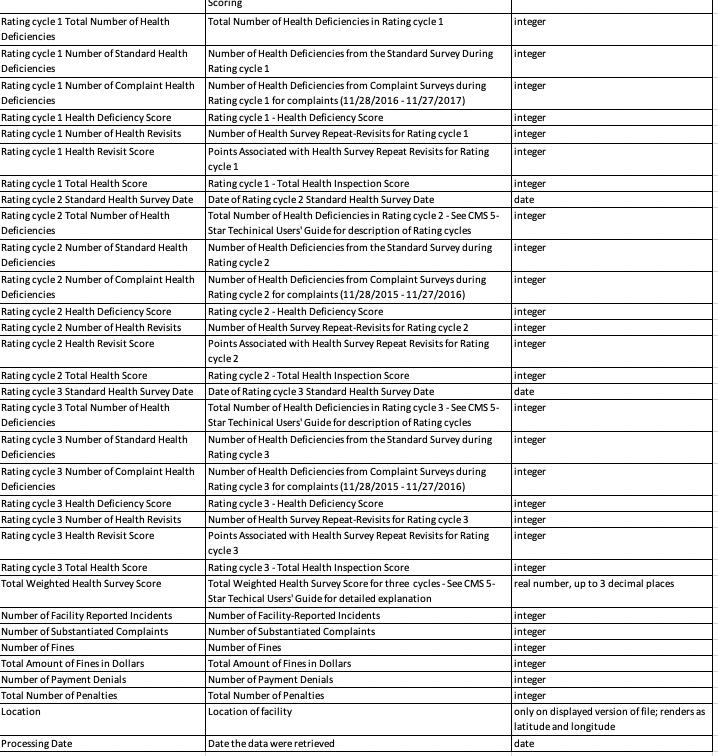 Scoring
Rating cycle 1 Total Number of Health Total Number of Health Deficiencies in Rating cycle 1 integer
Deficiencies
Rating cycle 1 Number of Standard Health Number of Health Deficiencies from the Standard Survey During integer
Deficiencies Rating cycle 1
Rating cycle 1 Number of Complaint Health Number of Health Deficiencies from Complaint Surveys during integer
Deficiencies Rating cycle 1 for complaints (11/28/2016 - 11/27/2017)
Rating cycle 1 Health Deficiency Score Rating cycle 1 - Health Deficiency Score integer
Rating cycle 1 Number of Health Revisits Number of Health Survey Repeat-Revisits for Rating cycle 1 integer
Rating cycle 1 Health Revisit Score Points Associated with Health Survey Repeat Revisits for Rating integer
cycle 1
Rating cycle 1 Total Health Score Rating cycle 1 - Total Health Inspection Score integer
Rating cycle 2 Standard Health Survey Date Date of Rating cycle 2 Standard Health Survey Date date
Rating cycle 2 Total Number of Health Total Number of Health Deficiencies in Rating cycle 2 - See CMS 5- integer
Deficiencies Star Techinical Users' Guide for description of Rating cycles
Rating cycle 2 Number of Standard Health Number of Health Deficiencies from the Standard Survey during integer
Deficiencies Rating cycle 2
Rating cycle 2 Number of Complaint Health Number of Health Deficiencies from Complaint Surveys during integer
Deficiencies Rating cycle 2 for complaints (11/28/2015 - 11/27/2016)
Rating cycle 2 Health Deficiency Score Rating cycle 2 - Health Deficiency Score integer
Rating cycle 2 Number of Health Revisits Number of Health Survey Repeat-Revisits for Rating cycle 2 integer
Rating cycle 2 Health Revisit Score Points Associated with Health Survey Repeat Revisits for Rating integer
cycle 2
Rating cycle 2 Total Health Score Rating cycle 2 - Total Health Inspection Score integer
Rating cycle 3 Standard Health Survey Date Date of Rating cycle 3 Standard Health Survey Date date
Rating cycle 3 Total Number of Health Total Number of Health Deficiencies in Rating cycle 3 - See CMS 5- integer
Deficiencies Star Techinical Users' Guide for description of Rating cycles
Rating cycle 3 Number of Standard Health Number of Health Deficiencies from the Standard Survey during integer
Deficiencies Rating cycle 3
Rating cycle 3 Number of Complaint Health Number of Health Deficiencies from Complaint Surveys during integer
Deficiencies Rating cycle 3 for complaints (11/28/2015 - 11/27/2016)
Rating cycle 3 Health Deficiency Score Rating cycle 3 - Health Deficiency Score integer
Rating cycle 3 Number of Health Revisits Number of Health Survey Repeat-Revisits for Rating cycle 3 integer
Rating cycle 3 Health Revisit Score Points Associated with Health Survey Repeat Revisits for Rating integer
cycle 3
Rating cycle 3 Total Health Score Rating cycle 3 - Total Health Inspection Score integer
Total Weighted Health Survey Score Total Weighted Health Survey Score for three cycles - See CMS 5- real number, up to 3 decimal places
Star Techical Users' Guide for detailed explanation
Number of Facility Reported Incidents Number of Facility-Reported Incidents integer
Number of Substantiated Complaints Number of Substantiated Complaints integer
Number of Fines Number of Fines integer
Total Amount of Fines in Dollars Total Amount of Fines in Dollars integer
Number of Payment Denials Number of Payment Denials integer
Total Number of Penalties Total Number of Penalties integer
Location Location of facility only on displayed version of file; renders as
latitude and longitude
Processing Date Date the data were retrieved date